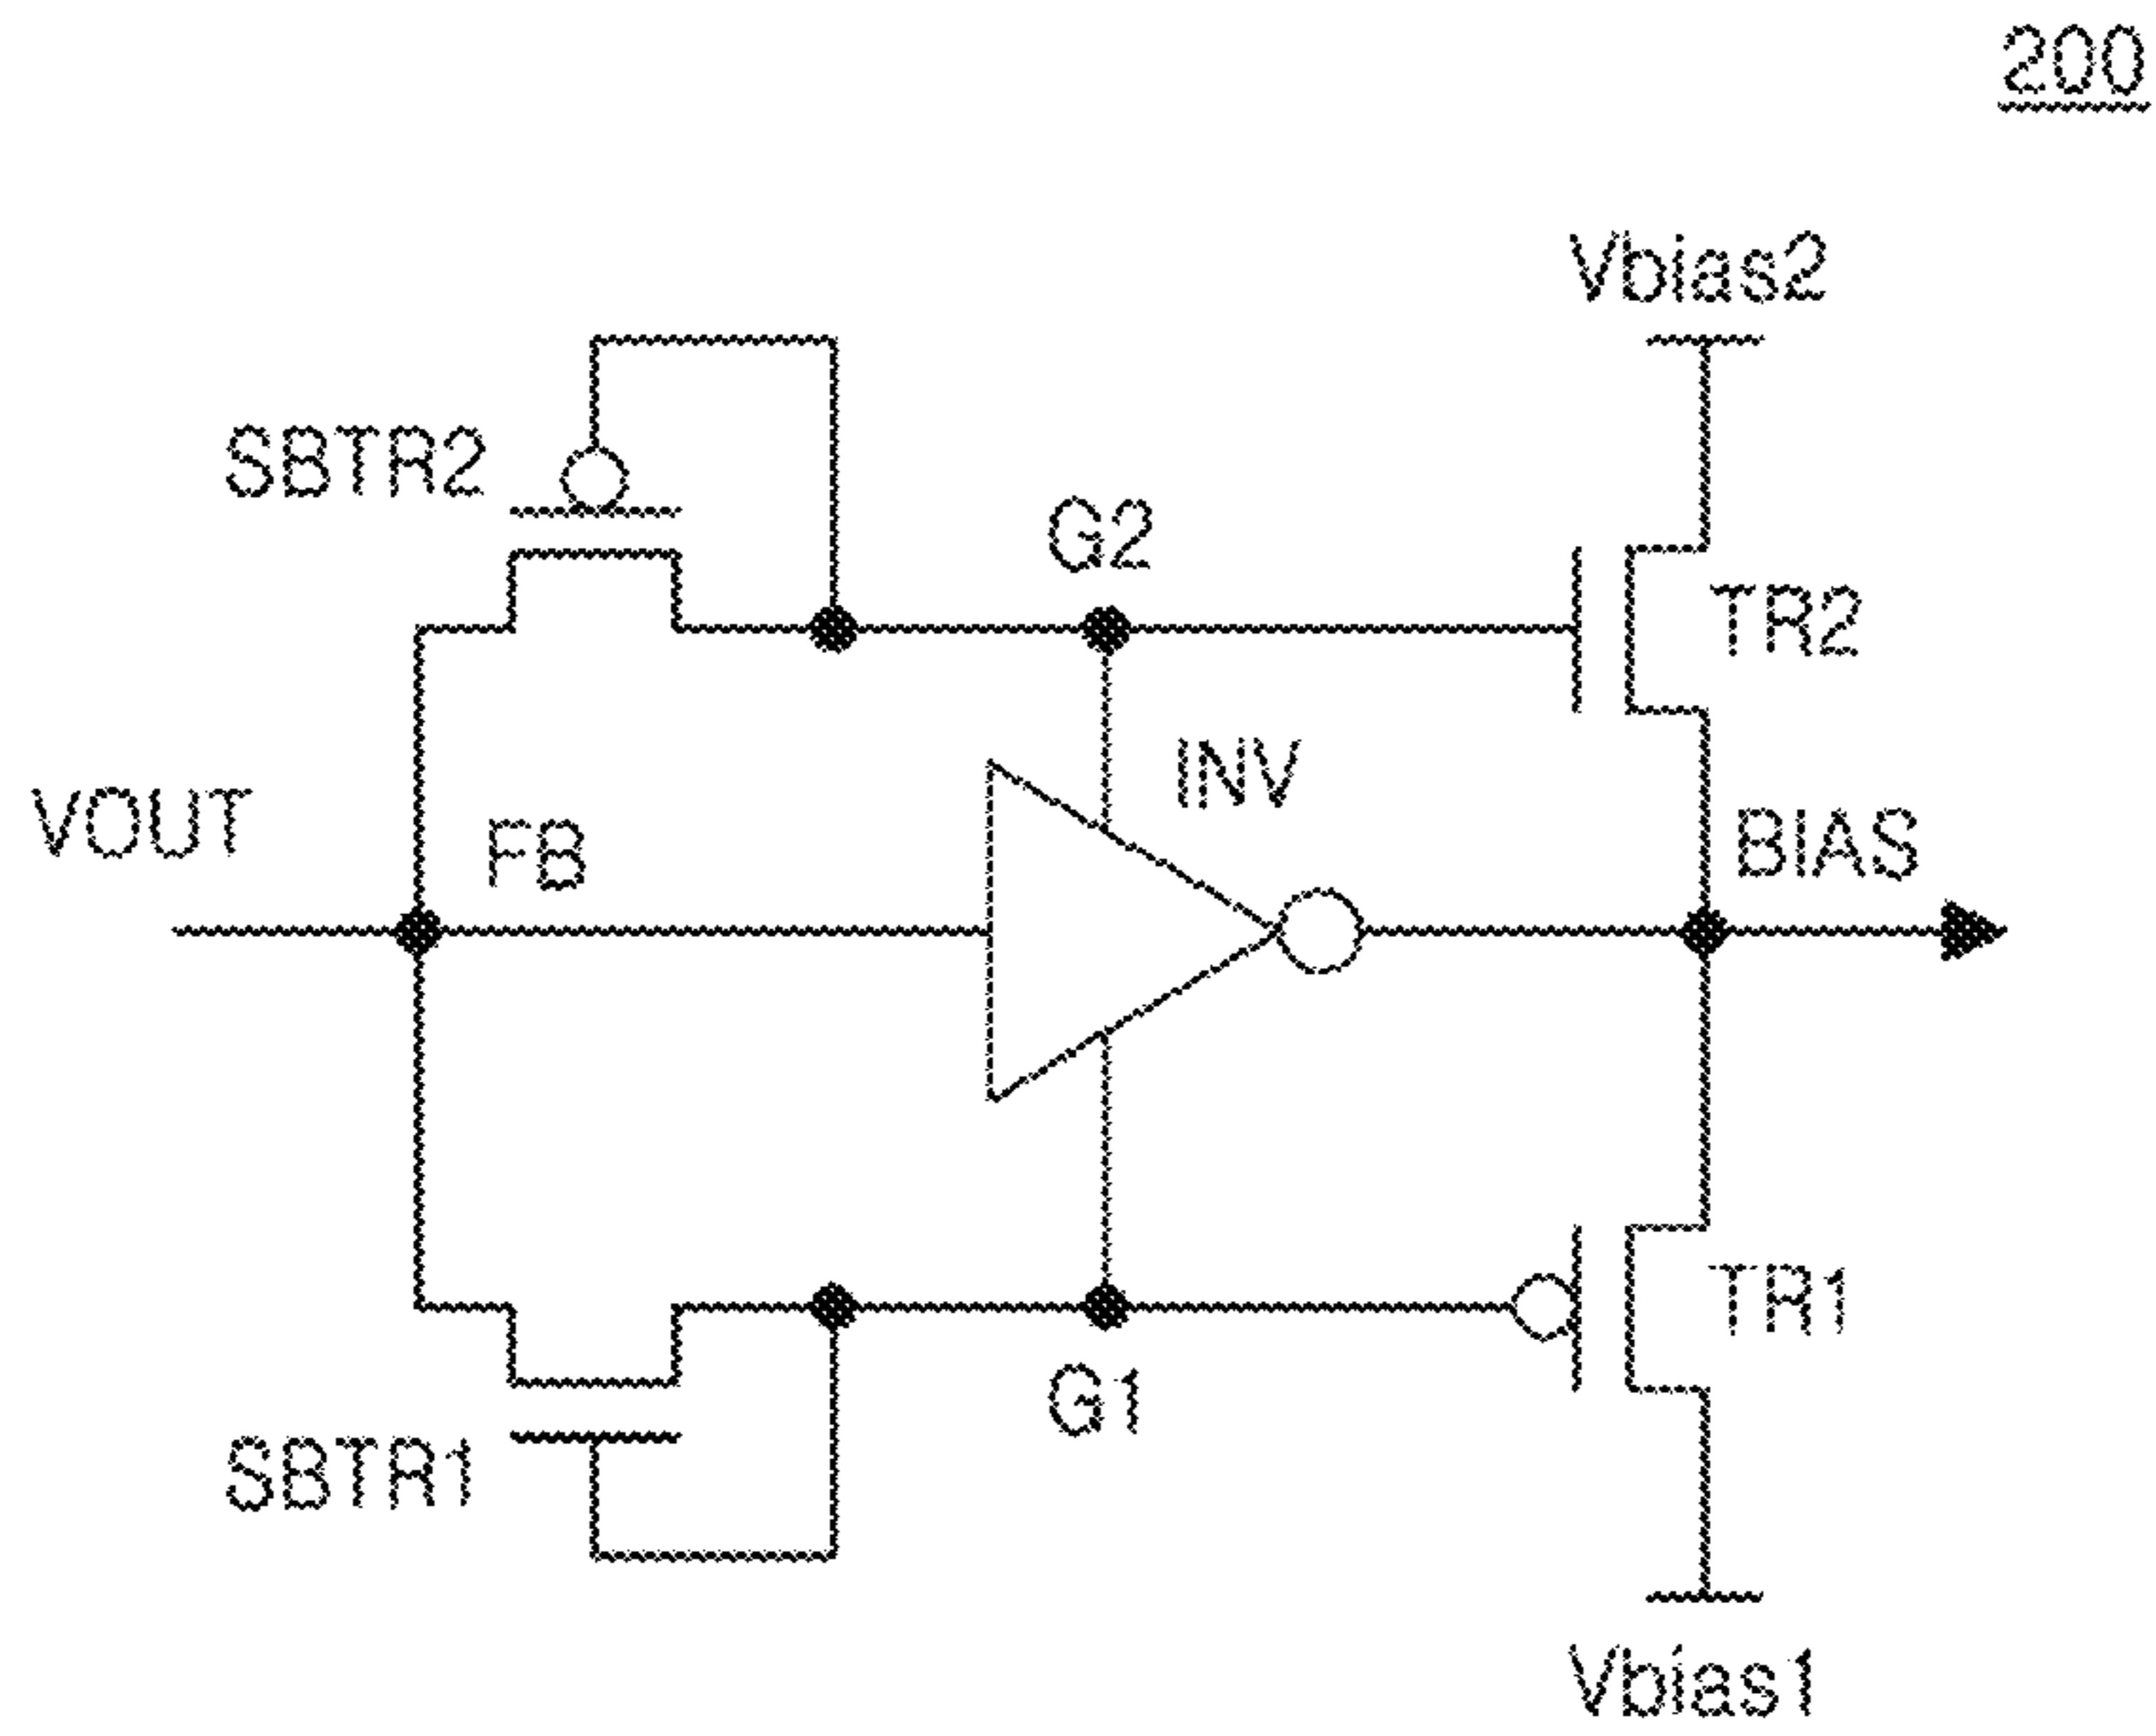 200
Vbias2
SBTR2
G2
TR2
INV
VOUT
FB
BIAS
TR1
G1
SBTR1
Vbias1